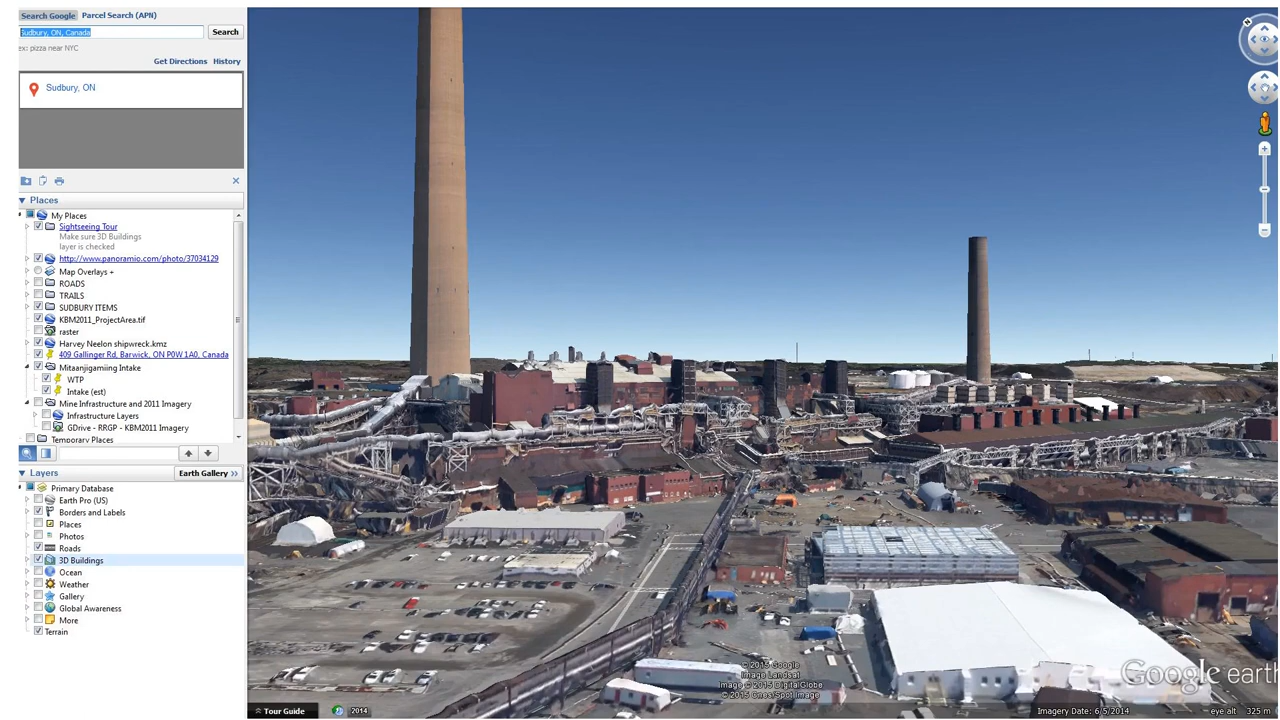 Search Google Parcel Search (APN)
Sudbury, ON, Canada Search
ex: pizza near NYC
Get Directions History
Sudbury, ON
Places
My Places
Sightseeing Tour
Make sure 3D Buildings
layer is checked
http://www.panoramio.com/photo/37034129
Map Overlays +
ROADS
TRAILS
SUDBURY ITEMS
KBM2011_ProjectArea.tif
raster
Harvey Neelon shipwreck.kmz
409 Gallinger Rd, Barwick, ON P0W 1A0, Canada
Mitaanjigamiing Intake
WTP
Intake (est)
Mine Infrastructure and 2011 Imagery
Infrastructure Layers
GDrive - RRGP - KBM2011 Imagery
Temporary Places
Layers Earth Gallery >>
Primary Database
Earth Pro (US)
Borders and Labels
Places
Photos
Roads
3D Buildings
Ocean
Weather
Gallery
Global Awareness
More
Terrain
© 2015 Google
Image Landsat
Image © 2015 DigitalGlobe
© 2015 Cnes/Spot Image
Google earth
Tour Guide 2014 Imagery Date: 6/5/2014 eye alt 325 m